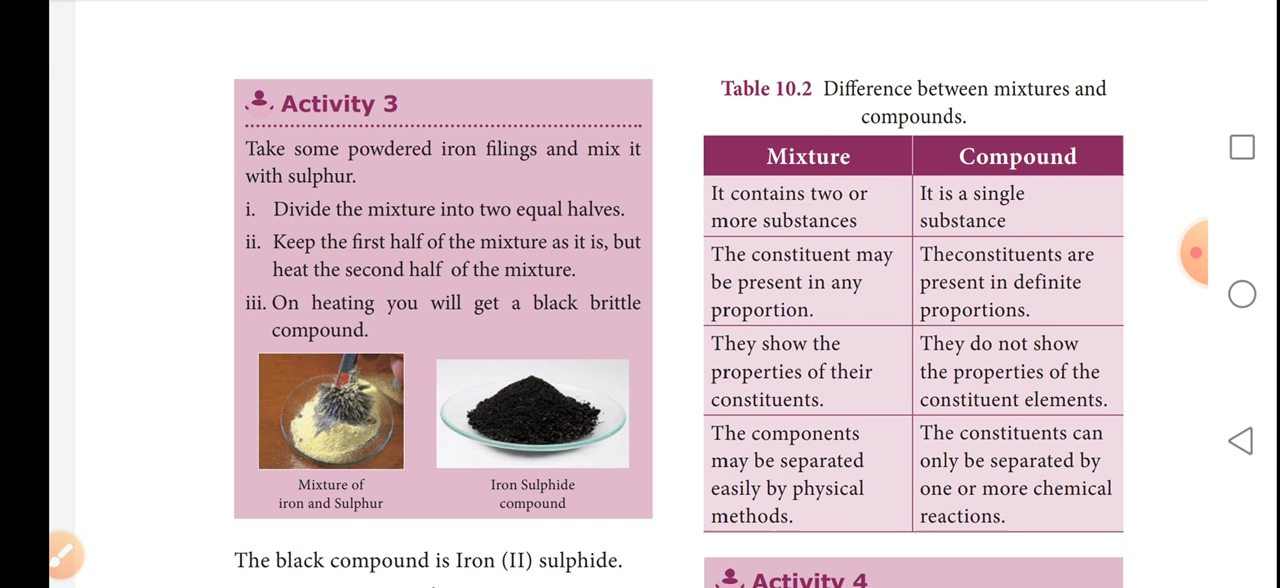 Activity 3
Take some powdered iron filings and mix it
with sulphur.
i. Divide the mixture into two equal halves.
ii. Keep the first half of the mixture as it is, but
heat the second half of the mixture.
iii. On heating you will get a black brittle
compound.
Mixture of
iron and Sulphur
Iron Sulphide
compound
The black compound is Iron (II) sulphide.
Table 10.2 Difference between mixtures and
compounds.
Mixture
Compound
It contains two or
more substances
It is a single
substance
The constituent may
be present in any
proportion.
Theconstituents are
present in definite
proportions.
They show the
properties of their
constituents.
They do not show
the properties of the
constituent elements.
The components
may be separated
easily by physical
methods.
The constituents can
only be separated by
one or more chemical
reactions.
Activity 4